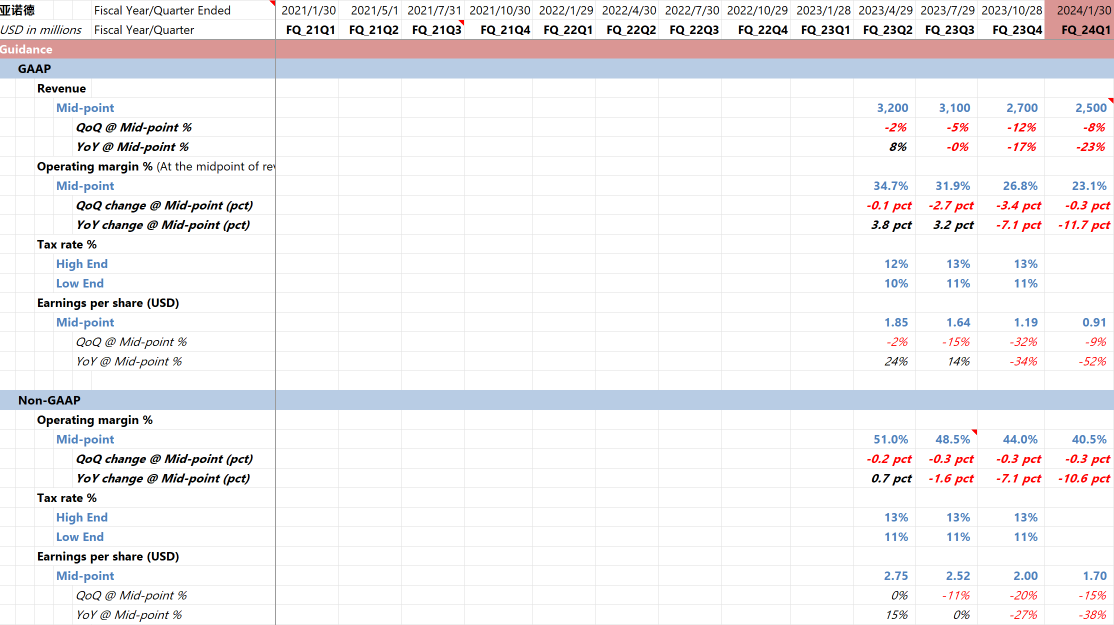 亚诺德 Fiscal Year/Quarter Ended 2021/1/30 2021/5/1 2021/7/31 2021/10/30 2022/1/29 2022/4/30 2022/7/30 2022/10/29 2023/1/28 2023/4/29 2023/7/29 2023/10/28 2024/1/30
USD in millions Fiscal Year/Quarter FQ_21Q1 FQ_21Q2 FQ_21Q3 FQ_21Q4 FQ_22Q1 FQ_22Q2 FQ_22Q3 FQ_22Q4 FQ_23Q1 FQ_23Q2 FQ_23Q3 FQ_23Q4 FQ_24Q1
Guidance
GAAP
Revenue
Mid-point 3,200 3,100 2,700 2,500
QoQ @ Mid-point % -2% -5% -12% -8%
YoY @ Mid-point % 8% -0% -17% -23%
Operating margin % (At the midpoint of rev
Mid-point 34.7% 31.9% 26.8% 23.1%
QoQ change @ Mid-point (pct) -0.1 pct -2.7 pct -3.4 pct -0.3 pct
YoY change @ Mid-point (pct) 3.8 pct 3.2 pct -7.1 pct -11.7 pct
Tax rate %
High End 12% 13% 13%
Low End 10% 11% 11%
Earnings per share (USD)
Mid-point 1.85 1.64 1.19 0.91
QoQ @ Mid-point % -2% -15% -32% -9%
YoY @ Mid-point % 24% 14% -34% -52%
Non-GAAP
Operating margin %
Mid-point 51.0% 48.5% 44.0% 40.5%
QoQ change @ Mid-point (pct) -0.2 pct -0.3 pct -0.3 pct -0.3 pct
YoY change @ Mid-point (pct) 0.7 pct -1.6 pct -7.1 pct -10.6 pct
Tax rate %
High End 13% 13% 13%
Low End 11% 11% 11%
Earnings per share (USD)
Mid-point 2.75 2.52 2.00 1.70
QoQ @ Mid-point % 0% -11% -20% -15%
YoY @ Mid-point % 15% 0% -27% -38%